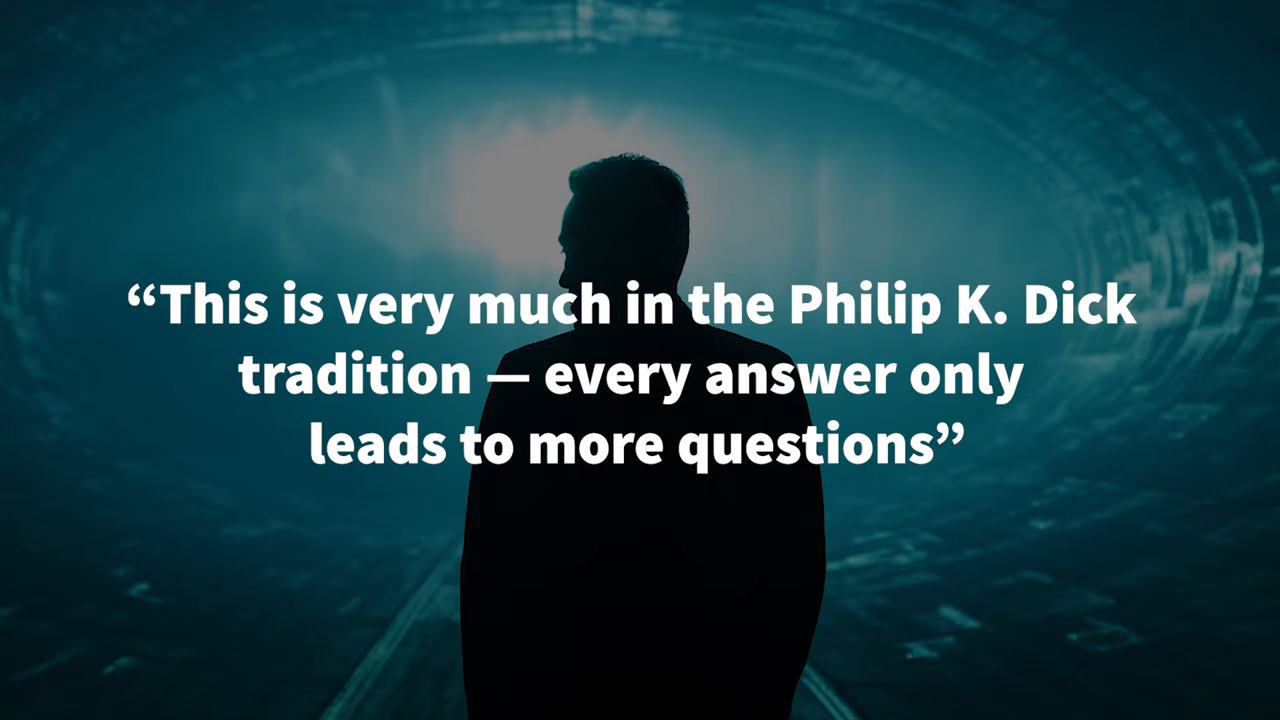 “This is very much in the Philip K. Dick
tradition — every answer only
leads to more questions”